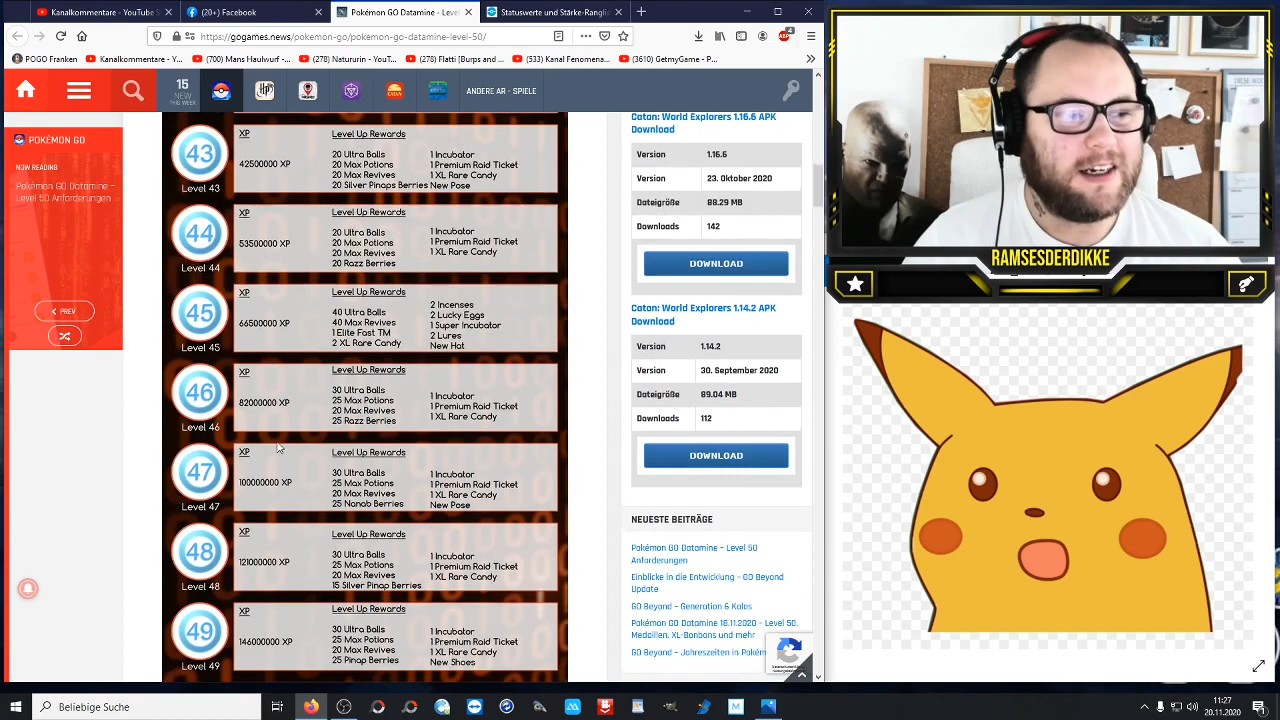 Kanalkommentare - YouTube S
(20+) Facebook
Pokémon GO Datamine - Level 5
Statuswerte und Stärke-Ranglis
https://gogames.news/pokemon-go/pokemon-go-datamine-level-50/
4
POGO Franken
Kanalkommentare - Y...
(700) Mans Haulwurf -...
(278) Natururin - YouT...
(278) Flatti [Burps and ...
(533) Kanal Fenomena...
(3610) GetmyGame - P...
15
NEW
THIS WEEK
ANDERE AR - SPIELE
POKÉMON GO
NOW READING
Pokémon GO Datamine –
Level 50 Anforderungen
PREV
43
Level 43
XP
42500000 XP
Level Up Rewards
20 Ultra Balls
20 Max Potions
20 Max Revives
20 Silver Pinaps Berries
1 Incubator
1 Premium Raid Ticket
1 XL Rare Candy
New Pose
44
Level 44
XP
53500000 XP
Level Up Rewards
20 Ultra Balls
20 Max Potions
20 Max Revives
20 Razz Berries
1 Incubator
1 Premium Raid Ticket
1 XL Rare Candy
45
Level 45
XP
66500000 XP
Level Up Rewards
40 Ultra Balls
40 Max Revives
1 Elite Fast TM
2 XL Rare Candy
2 Incenses
2 Lucky Eggs
1 Super Incubator
2 Lures
New Hat
46
Level 46
XP
82000000 XP
Level Up Rewards
30 Ultra Balls
25 Max Potions
20 Max Revives
25 Razz Berries
1 Incubator
1 Premium Raid Ticket
1 XL Rare Candy
47
Level 47
XP
100000000 XP
Level Up Rewards
30 Ultra Balls
25 Max Potions
20 Max Revives
25 Nanab Berries
1 Incubator
1 Premium Raid Ticket
1 XL Rare Candy
New Pose
48
Level 48
XP
121000000 XP
Level Up Rewards
30 Ultra Balls
25 Max Potions
20 Max Revives
15 Silver Pinap Berries
1 Incubator
1 Premium Raid Ticket
1 XL Rare Candy
49
Level 49
XP
146000000 XP
Level Up Rewards
30 Ultra Balls
25 Max Potions
20 Max Revives
25 Pinap Berries
1 Incubator
1 Premium Raid Ticket
1 XL Rare Candy
New Shoes
Catan: World Explorers 1.16.6 APK
Download
Version 1.16.6
Version 23. Oktober 2020
Dateigröße 88.29 MB
Downloads 142
DOWNLOAD
Catan: World Explorers 1.14.2 APK
Download
Version 1.14.2
Version 30. September 2020
Dateigröße 89.04 MB
Downloads 112
DOWNLOAD
NEUESTE BEITRÄGE
Pokémon GO Datamine – Level 50
Anforderungen
Einblicke in die Entwicklung – GO Beyond
Update
GO Beyond – Generation 6 Kalos
Pokémon GO Datamine 18.11.2020 – Level 50,
Medaillen, XL-Bonbons und mehr
GO Beyond – Jahreszeiten in Pokém
RAMSESDERDIKKE
Beliebige Suche
11:27
20.11.2020